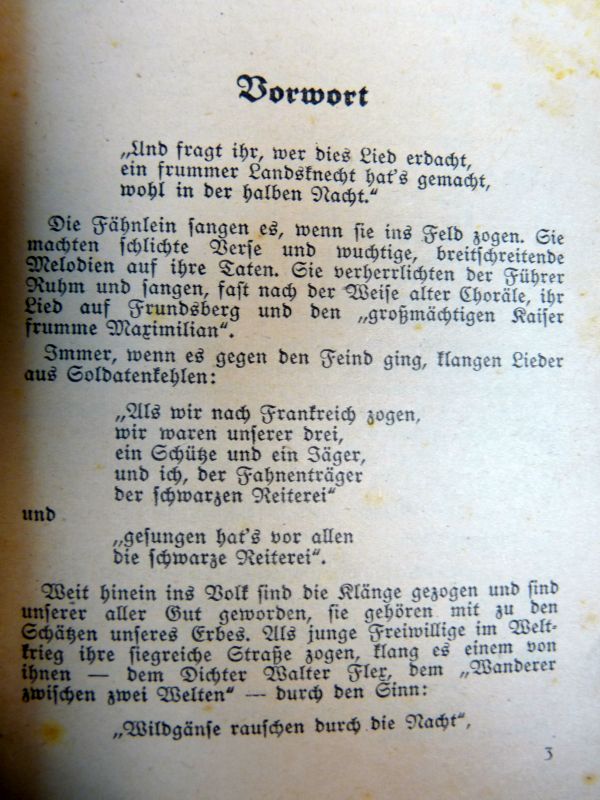 Vorwort
„Und fragt ihr, wer dies Lied erdacht,
ein frummer Landsknecht hat's gemacht,
wohl in der halben Nacht."
Die Fähnlein sangen es, wenn sie ins Feld zogen. Sie
machten schlichte Verse und wuchtige, breitschreitende
Melodien auf ihre Taten. Sie verherrlichten der Führer
Ruhm und sangen, fast nach der Weise alter Choräle, ihr
Lied auf Frundsberg und den „großmächtigen Kaiser
frumme Maximilian".
Immer, wenn es gegen den Feind ging, klangen Lieder
aus Soldatenkehlen:
„Als wir nach Frankreich zogen,
wir waren unserer drei,
ein Schütze und ein Jäger,
und ich, der Fahnenträger
der schwarzen Reiterei"
und
„gesungen hat's vor allen
die schwarze Reiterei".
Weit hinein ins Volk sind die Klänge gezogen und sind
unserer aller Gut geworden, sie gehören mit zu den
Schätzen unseres Erbes. Als junge Freiwillige im Welt-
krieg ihre siegreiche Straße zogen, klang es einem von
ihnen — dem Dichter Walter Flex, dem „Wanderer
zwischen zwei Welten" — durch den Sinn:
„Wildgänse rauschen durch die Nacht",
3